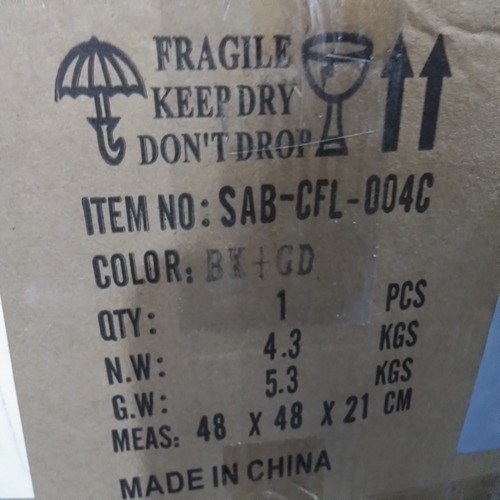 FRAGILE
KEEP DRY
DON'T DROP
ITEM NO: SAB-CFL-004C
COLOR: BK+GD
QTY: 1 PCS
N.W: 4.3 KGS
G.W: 5.3 KGS
MEAS: 48 X 48 X 21 CM
MADE IN CHINA